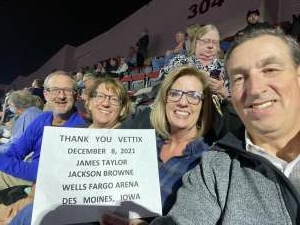 304
THANK YOU VETTIX
DECEMBER 8, 2021
JAMES TAYLOR
JACKSON BROWNE
WELLS FARGO ARENA
DES MOINES, IOWA